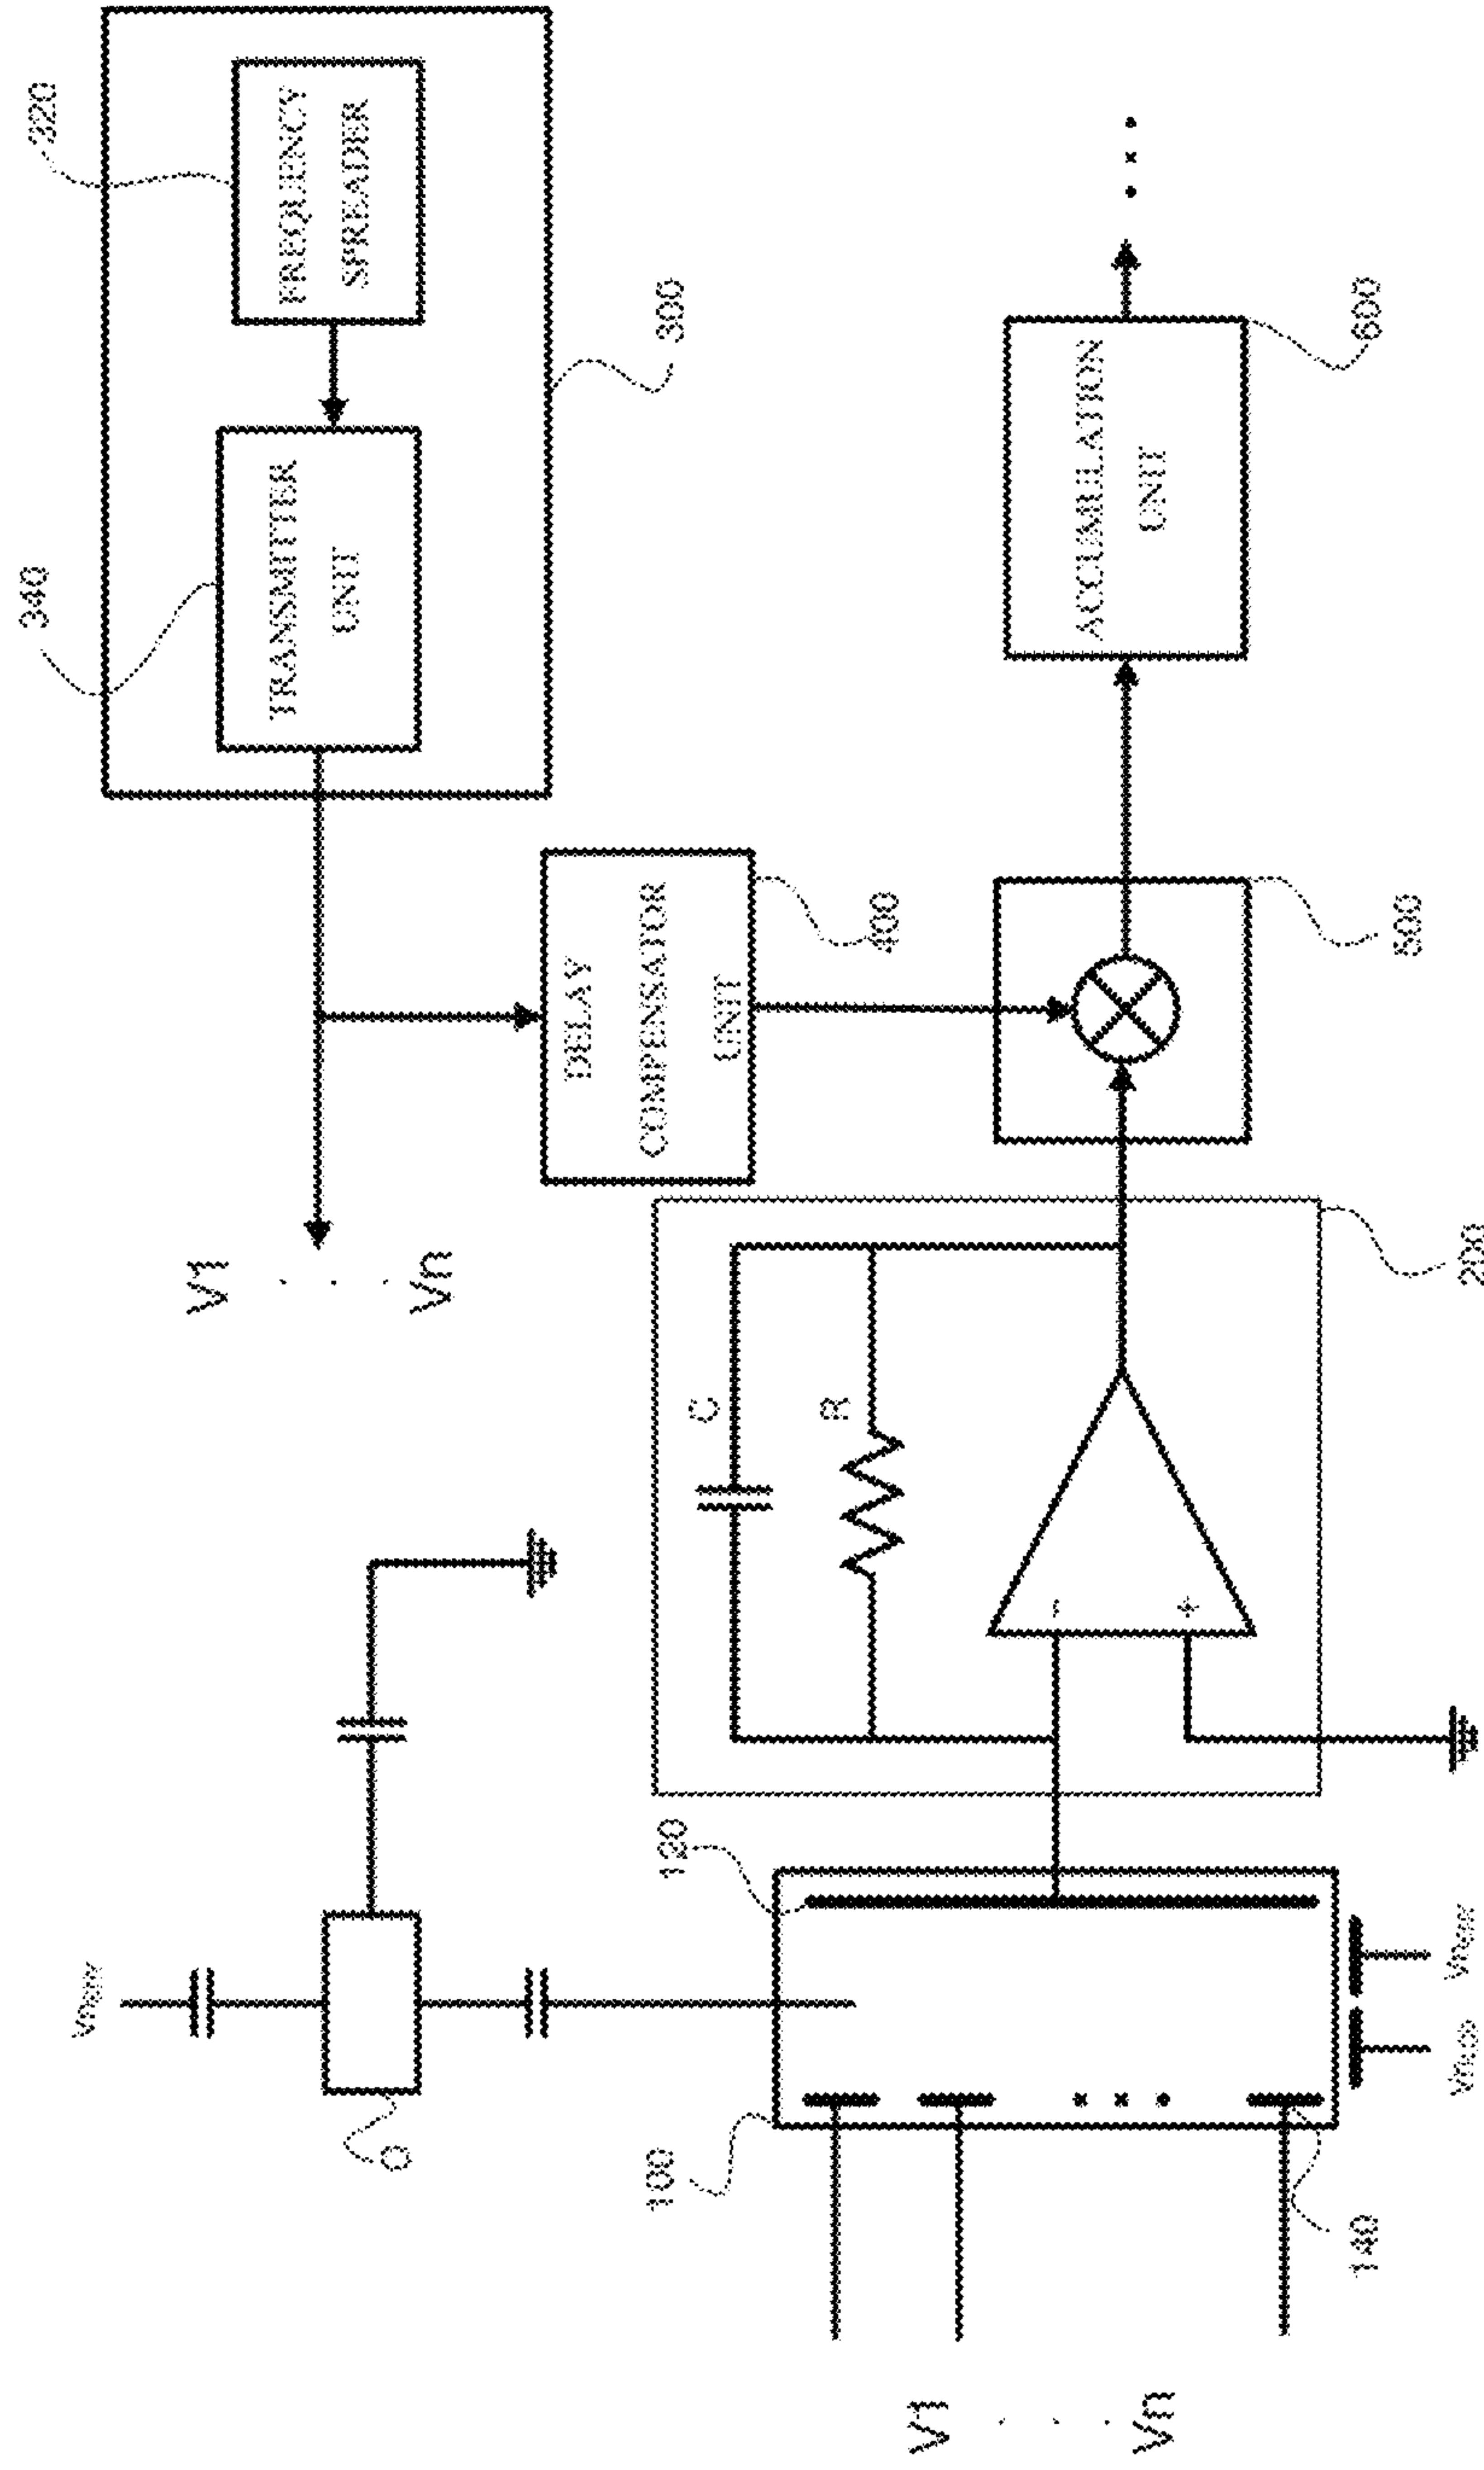 340
320
V1
TRANSMITTER
UNIT
FREQUENCY
SPREADER
O
Vn
300
DELAY
COMPENSATOR
UNIT
400
100
120
C
R
V1
Vn
-
+
ACCUMULATION
UNIT
140
500
600
200